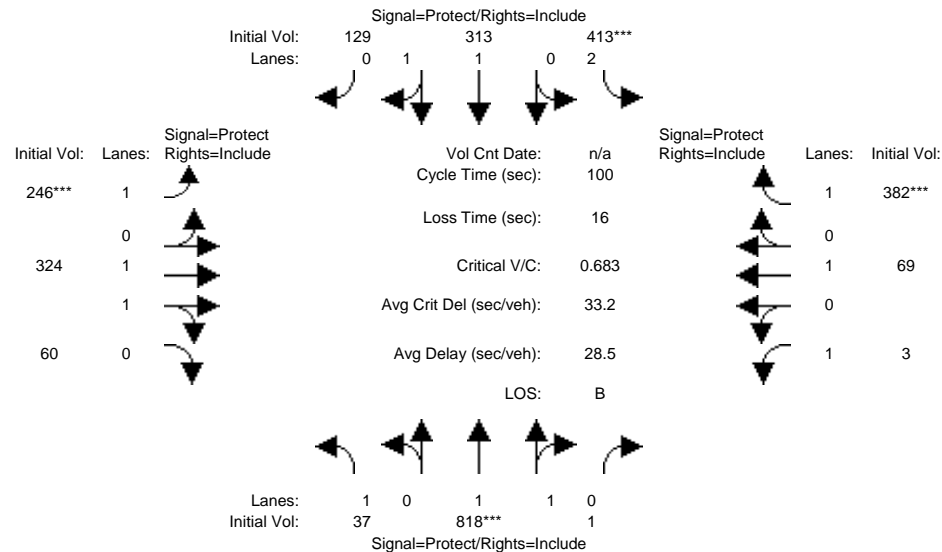 Signal=Protect/Rights=Include
Initial Vol: 129 313 413***
Lanes: 0 1 1 0 2
Signal=Protect
Initial Vol: Lanes: Rights=Include
Vol Cnt Date: n/a
Signal=Protect
Rights=Include Lanes: Initial Vol:
Cycle Time (sec): 100
246*** 1
1 382***
Loss Time (sec): 16
0
0
324 1
Critical V/C: 0.683
1 69
1
Avg Crit Del (sec/veh): 33.2
0
60 0
Avg Delay (sec/veh): 28.5
1 3
LOS: B
Lanes: 1 0 1 1 0
Initial Vol: 37 818*** 1
Signal=Protect/Rights=Include